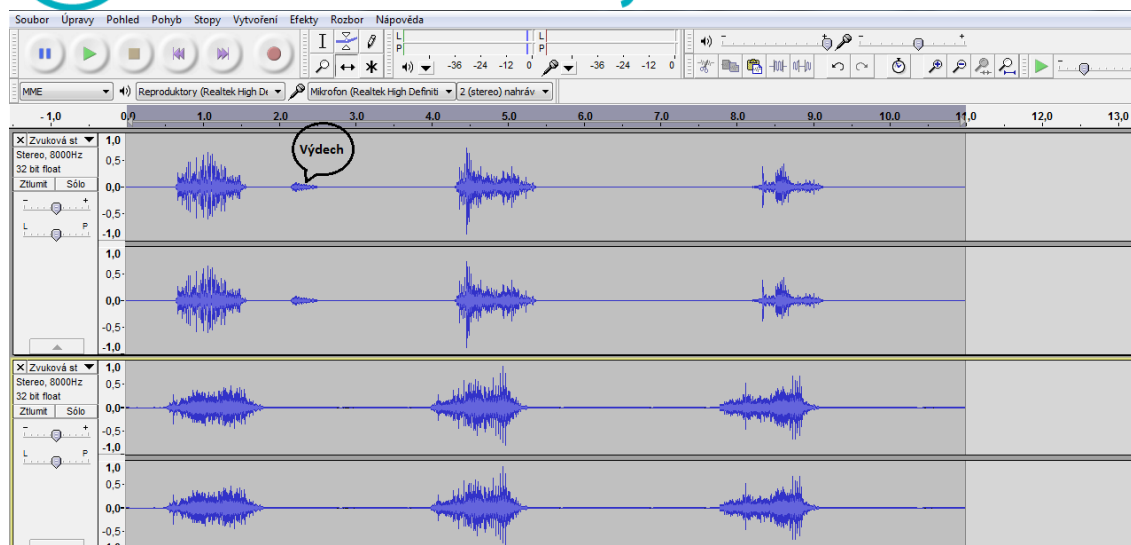 Soubor Úpravy Pohled Pohyb Stopy Vytvoření Efekty Rozbor Nápověda
L
P
-36 -24 -12 0
L
P
-36 -24 -12 0
MME
Reproduktory (Realtek High De
Mikrofon (Realtek High Definiti
2 (stereo) nahráv
- 1,0 0,0 1,0 2,0 3,0 4,0 5,0 6,0 7,0 8,0 9,0 10,0 11,0 12,0 13,0
Zvuková st
Stereo, 8000Hz
32 bit float
Ztlumit Sólo
- +
L P
1,0
0,5-
0,0-
-0,5-
-1,0
Výdech
1,0
0,5-
0,0-
-0,5-
-1,0
Zvuková st
Stereo, 8000Hz
32 bit float
Ztlumit Sólo
- +
L P
1,0
0,5-
0,0-
-0,5-
-1,0
1,0
0,5-
0,0-
-0,5-